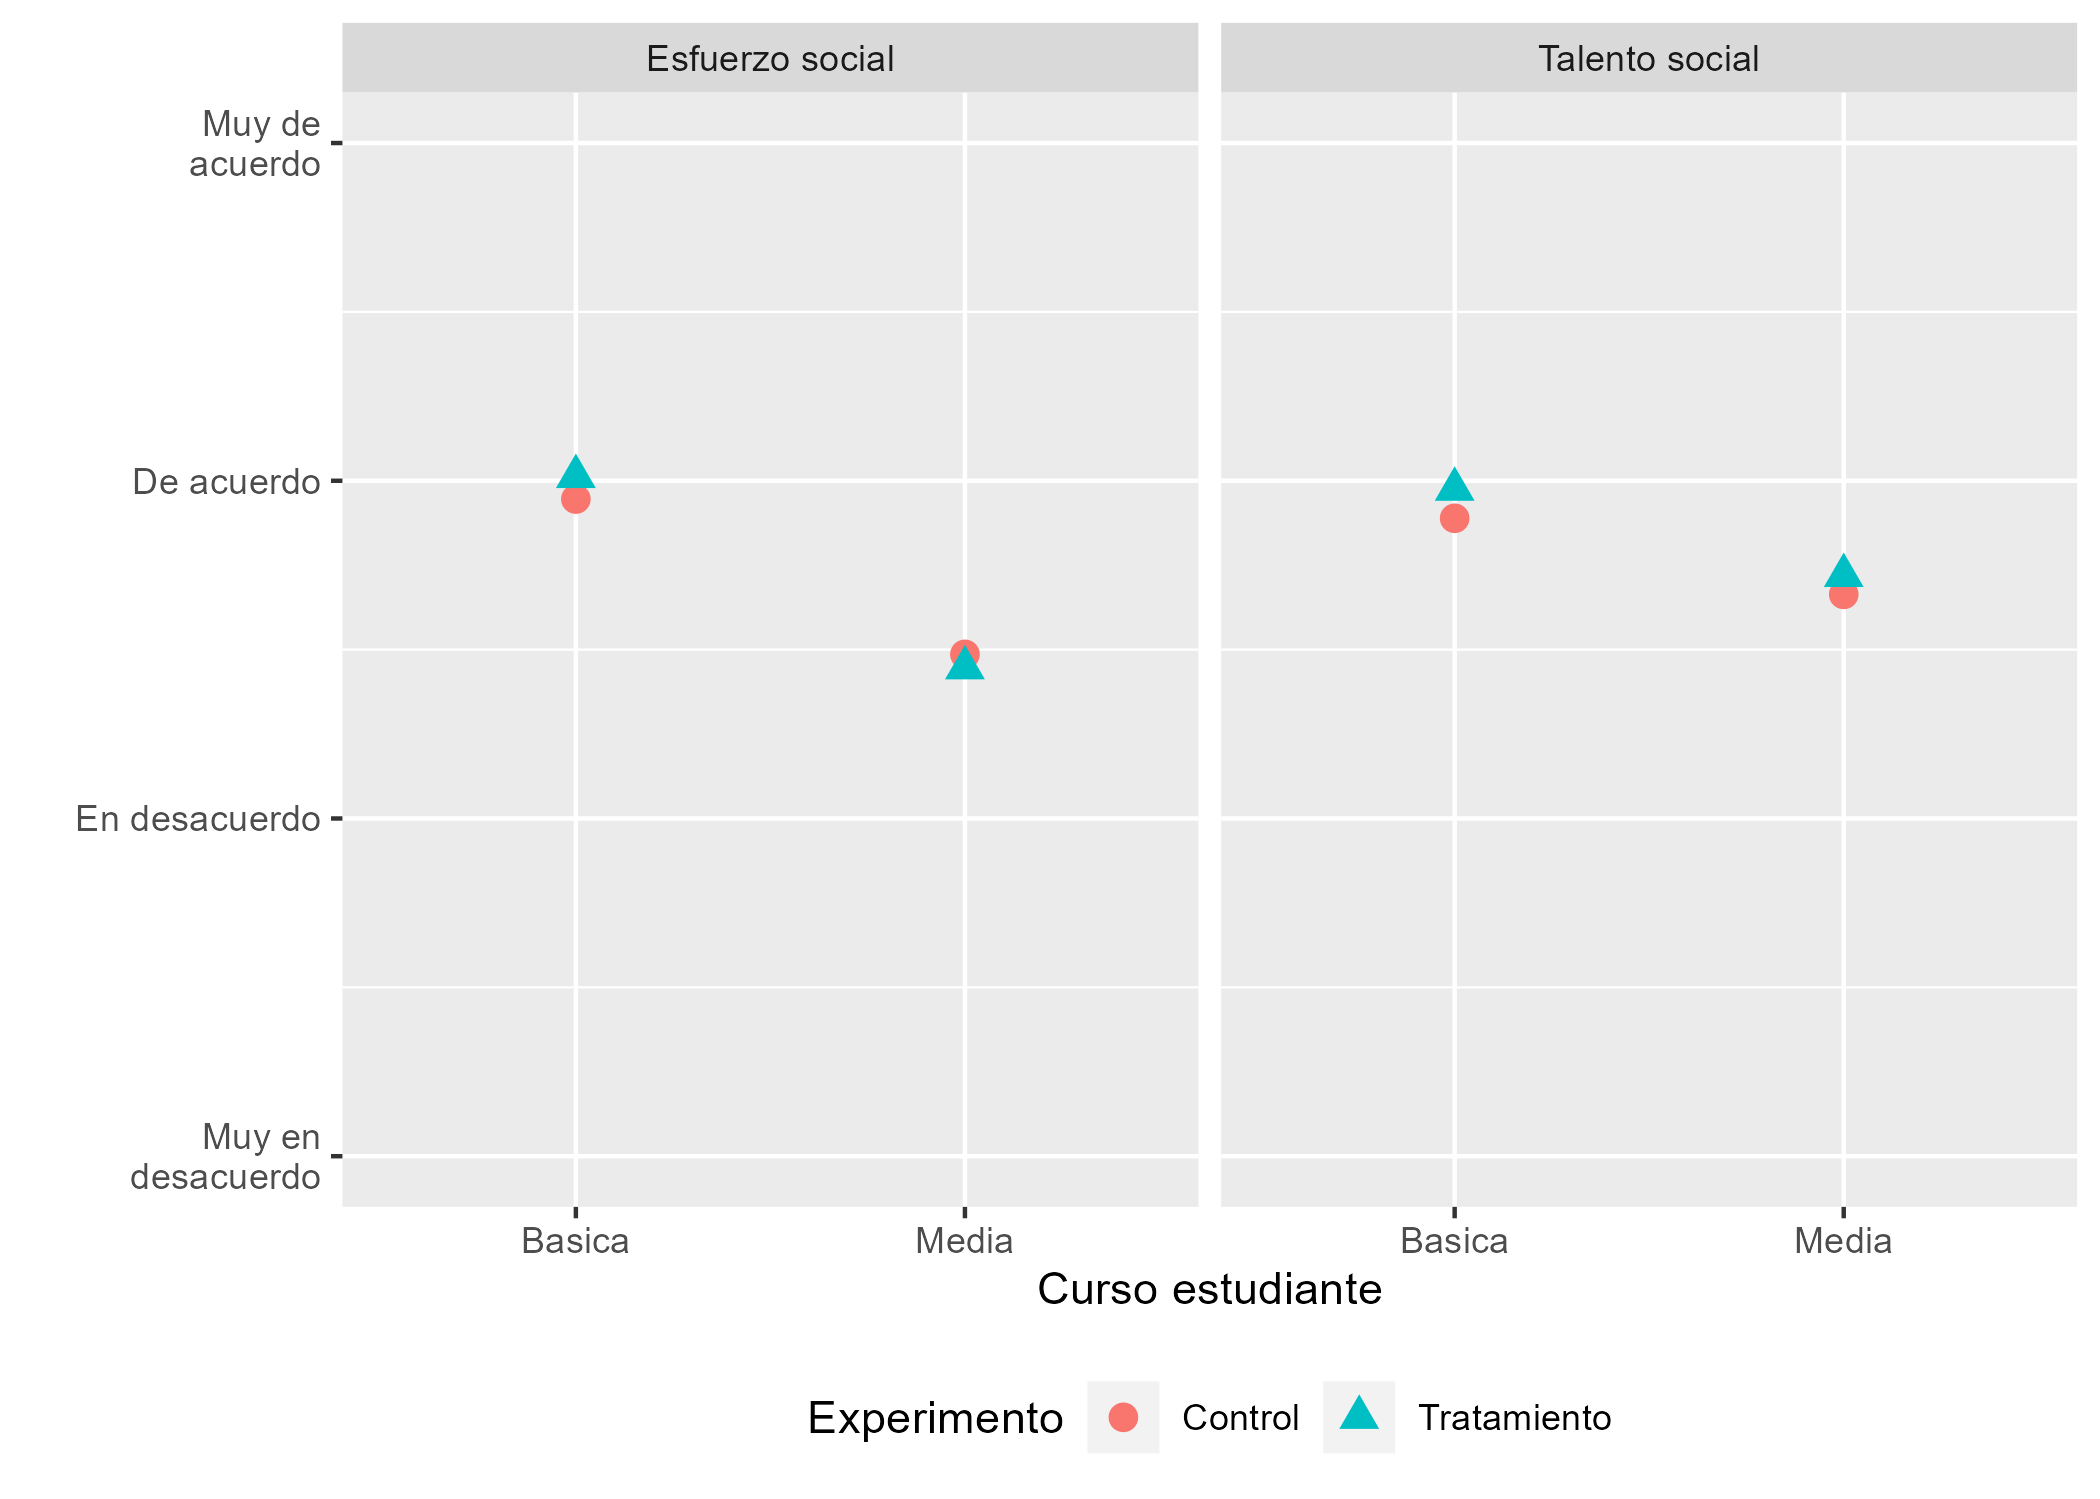 Esfuerzo social
Talento social
Muy de
acuerdo
De acuerdo
En desacuerdo
Muy en
desacuerdo
Basica
Media
Basica
Media
Curso estudiante
Experimento
Control
Tratamiento